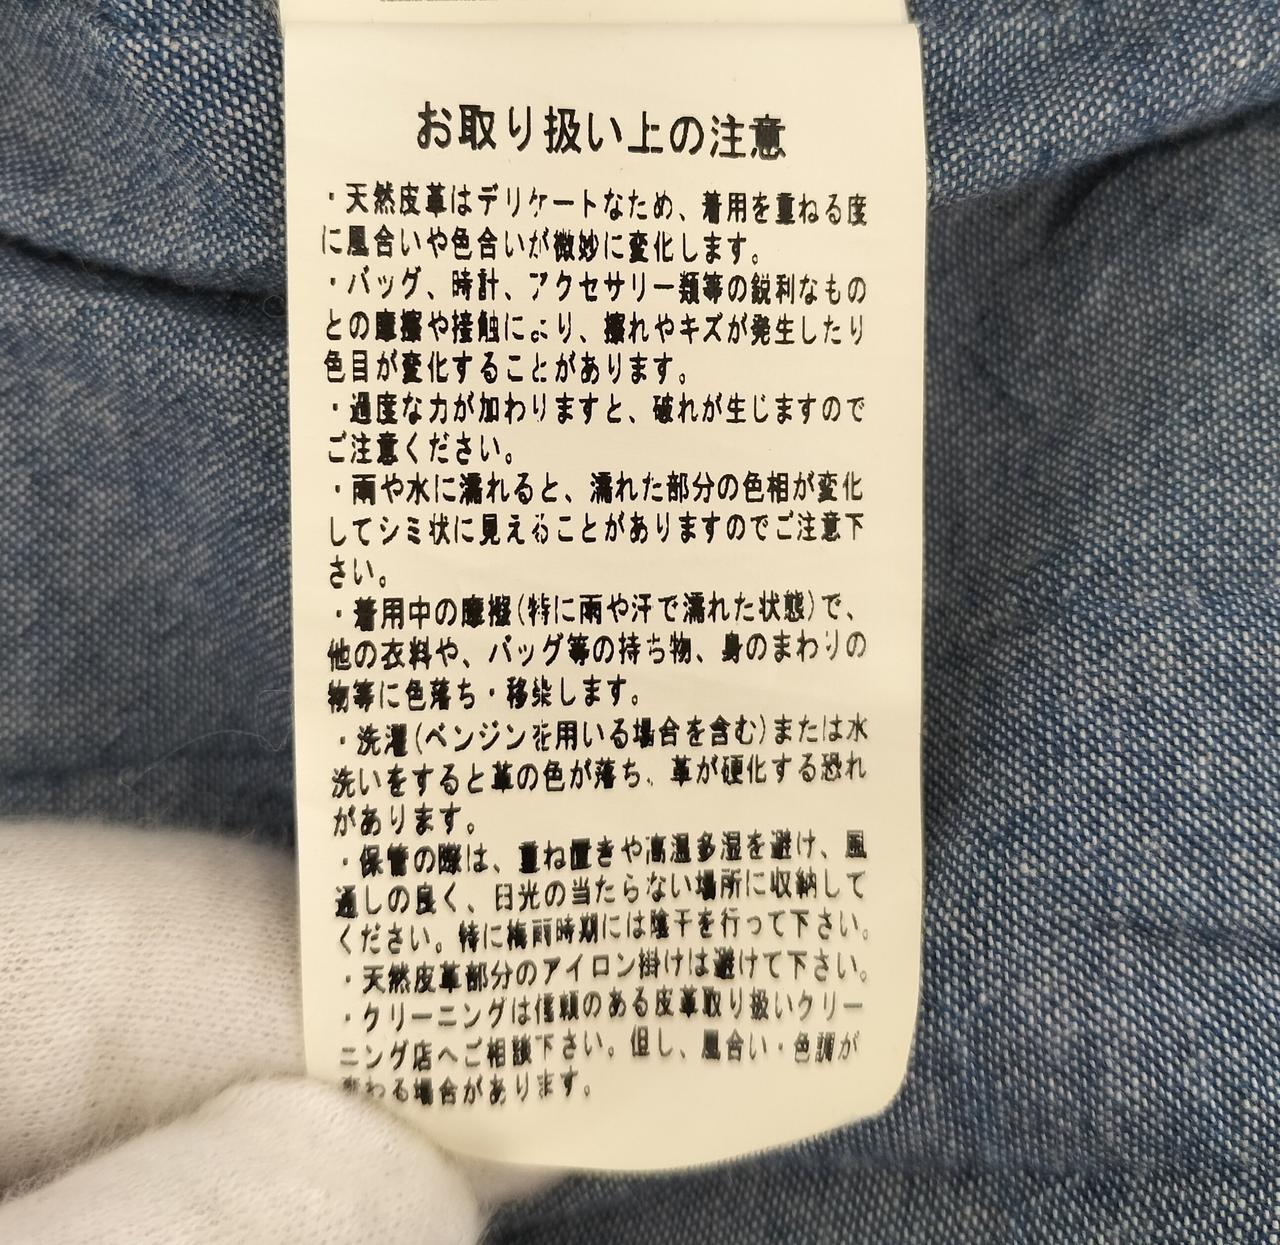 お取り扱い上の注意
・天然皮革はデリケートなため、着用を重ねる度
に風合いや色合いが微妙に変化します。
・バッグ、時計、アクセサリー類等の鋭利なもの
との摩擦や接触により、擦れやキズが発生したり
色目が変化することがあります。
・過度な力が加わりますと、破れが生じますので
ご注意ください。
・雨や水に濡れると、濡れた部分の色相が変化
してシミ状に見えることがありますのでご注意下
さい。
・着用中の摩擦(特に雨や汗で濡れた状態)で、
他の衣料や、バッグ等の持ち物、身のまわりの
物等に色落ち・移染します。
・洗濯(ベンジンを用いる場合を含む)または水
洗いをすると革の色が落ち、革が硬化する恐れ
があります。
・保管の際は、重ね置きや高温多湿を避け、風
通しの良く、日光の当たらない場所に収納して
ください。特に梅雨時期には陰干を行って下さい。
・天然皮革部分のアイロン掛けは避けて下さい。
・クリーニングは信頼のある皮革取り扱いクリー
ニング店へご相談下さい。但し、風合い・色調が
変わる場合があります。